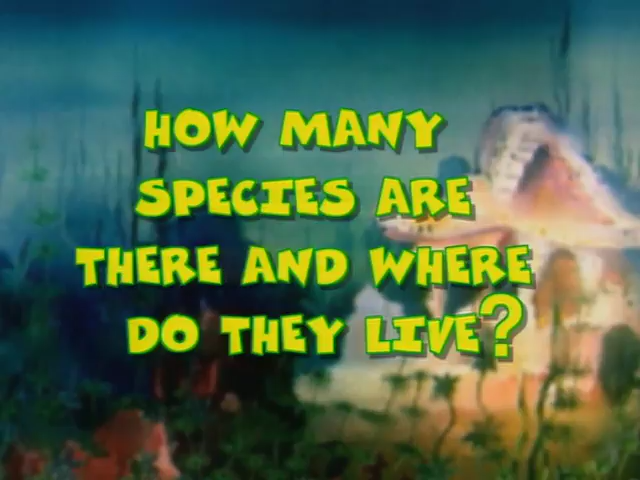 HOW MANY
SPECIES ARE
THERE AND WHERE
DO THEY LIVE?